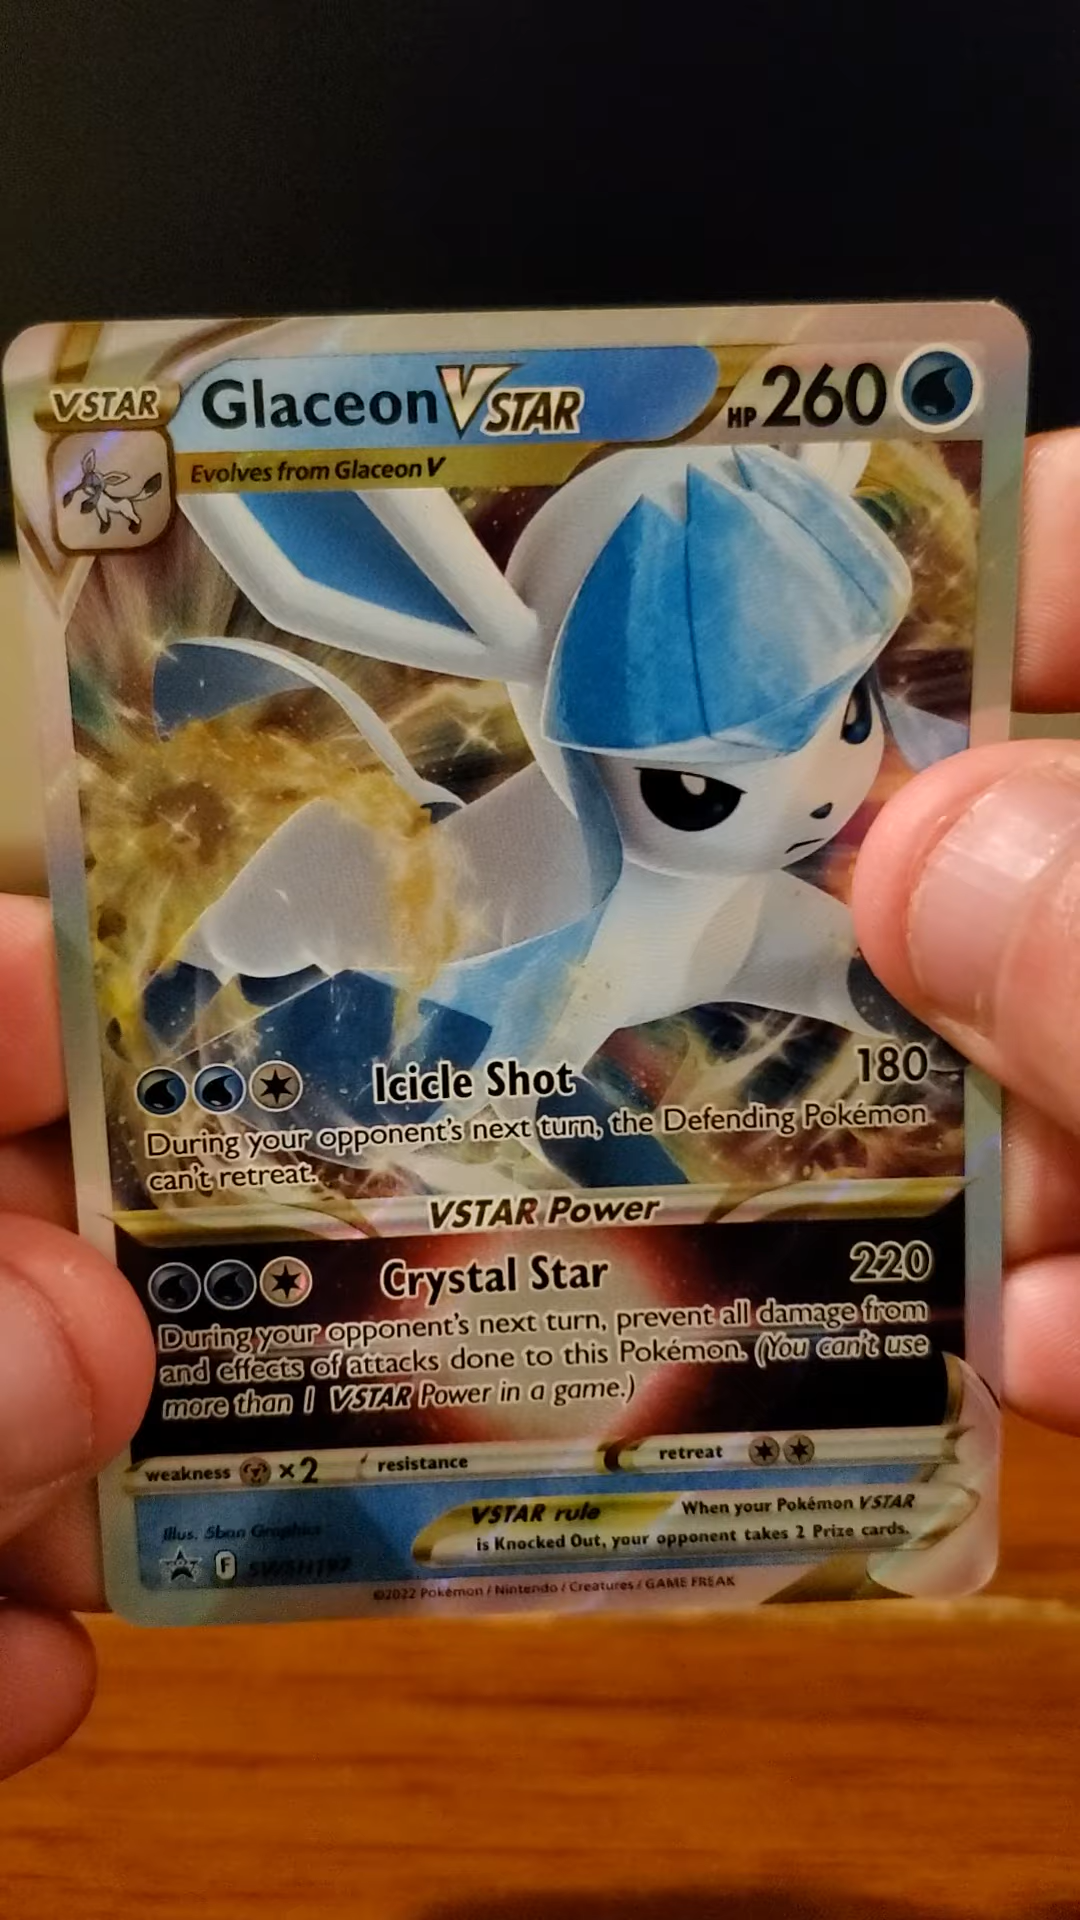 VSTAR
Glaceon VSTAR
HP 260
Evolves from Glaceon V
Icicle Shot 180
During your opponent's next turn, the Defending Pokémon
can't retreat.
VSTAR Power
Crystal Star 220
During your opponent's next turn, prevent all damage from
and effects of attacks done to this Pokémon. (You can't use
more than 1 VSTAR Power in a game.)
weakness ×2 resistance retreat
VSTAR rule When your Pokémon VSTAR
is Knocked Out, your opponent takes 2 Prize cards.
Illus. 5ban Graphics
F SWSH197
©2022 Pokémon / Nintendo / Creatures / GAME FREAK